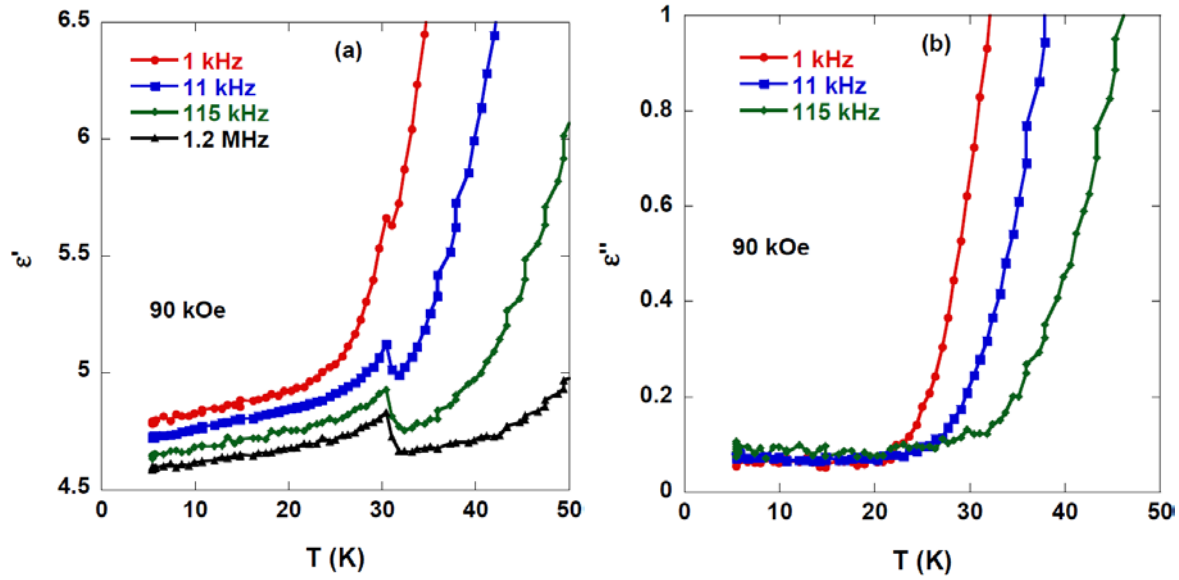 (a)
1 kHz
11 kHz
115 kHz
1.2 MHz
90 kOe
ε'
6.5
6
5.5
5
4.5
0 10 20 30 40 50
T (K)
(b)
1 kHz
11 kHz
115 kHz
90 kOe
ε''
1
0.8
0.6
0.4
0.2
0
0 10 20 30 40 50
T (K)